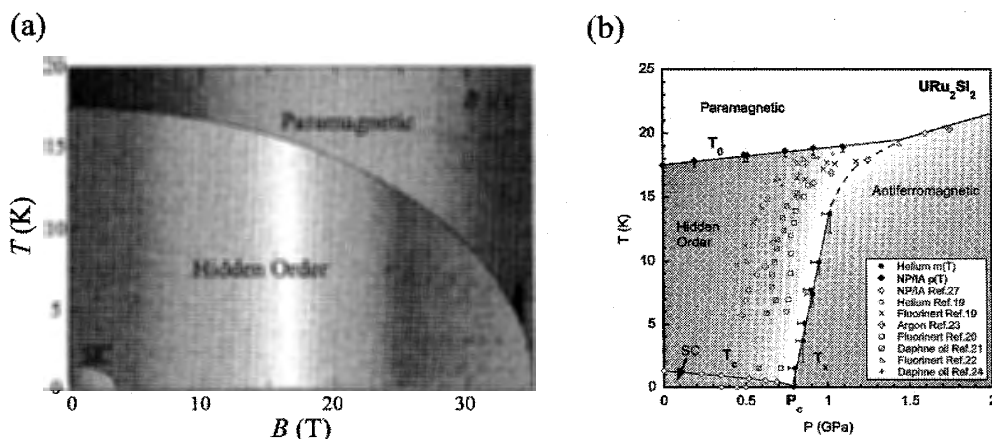 (a)
20
15
10
5
0
T (K)
Paramagnetic
Hidden Order
0
10
20
30
B (T)
(b)
25
20
15
10
5
0
T (K)
URu2Si2
Paramagnetic
T0
Antiferromagnetic
Hidden
Order
SC
Tc
Tx
Helium m(T)
NP/IA ρ(T)
NP/IA Ref.27
Helium Ref.19
Fluorinert Ref.19
Argon Ref.23
Fluorinert Ref.20
Daphne oil Ref.21
Fluorinert Ref.22
Daphne oil Ref.24
0
0.5
1
Pc
1.5
2
P (GPa)